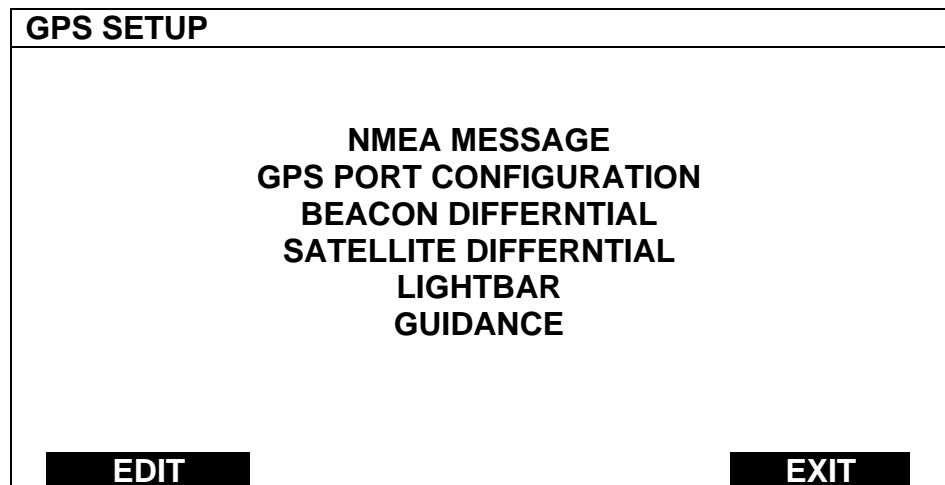 GPS SETUP
NMEA MESSAGE
GPS PORT CONFIGURATION
BEACON DIFFERNTIAL
SATELLITE DIFFERNTIAL
LIGHTBAR
GUIDANCE
EDIT EXIT